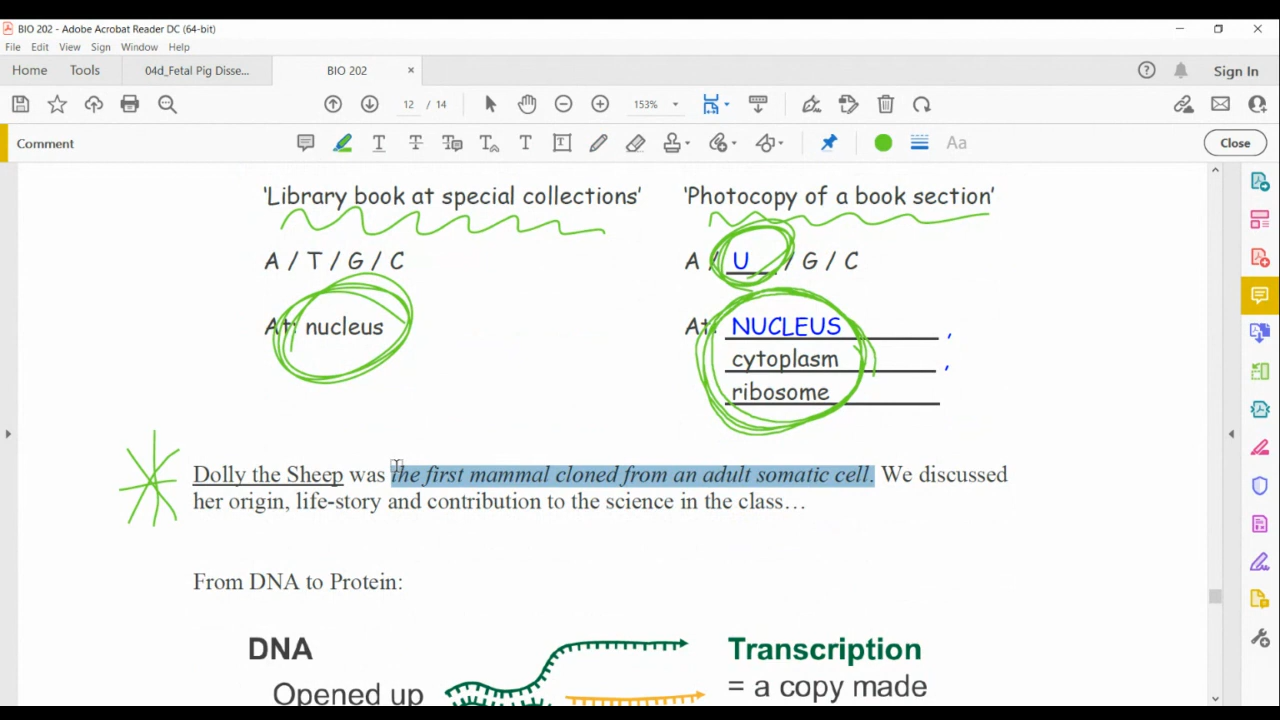 BIO 202 - Adobe Acrobat Reader DC (64-bit)
File Edit View Sign Window Help
Home Tools 04d_Fetal Pig Disse... BIO 202 × Sign In
12 / 14 153%
Comment Aa Close
'Library book at special collections' 'Photocopy of a book section'
A / T / G / C A / U / G / C
At: nucleus At: NUCLEUS ,
cytoplasm ,
ribosome
Dolly the Sheep was the first mammal cloned from an adult somatic cell. We discussed
her origin, life-story and contribution to the science in the class…
From DNA to Protein:
DNA Transcription
Opened up = a copy made